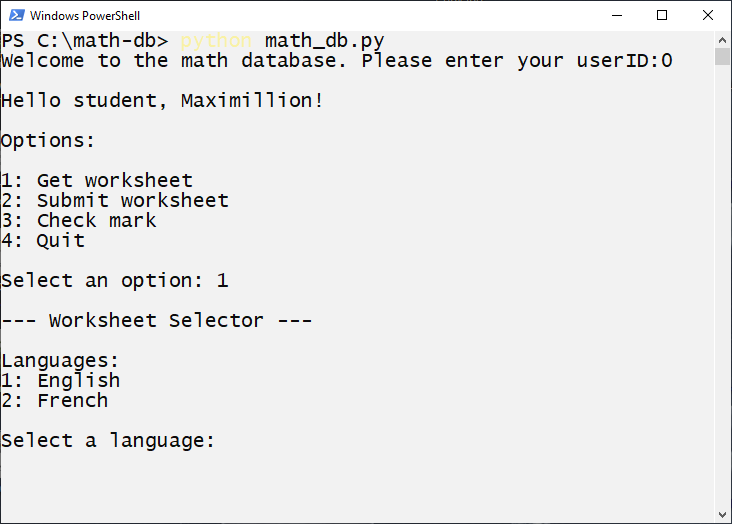 Windows PowerShell
PS C:\math-db> python math_db.py
Welcome to the math database. Please enter your userID:0
Hello student, Maximillion!
Options:
1: Get worksheet
2: Submit worksheet
3: Check mark
4: Quit
Select an option: 1
--- Worksheet Selector ---
Languages:
1: English
2: French
Select a language: